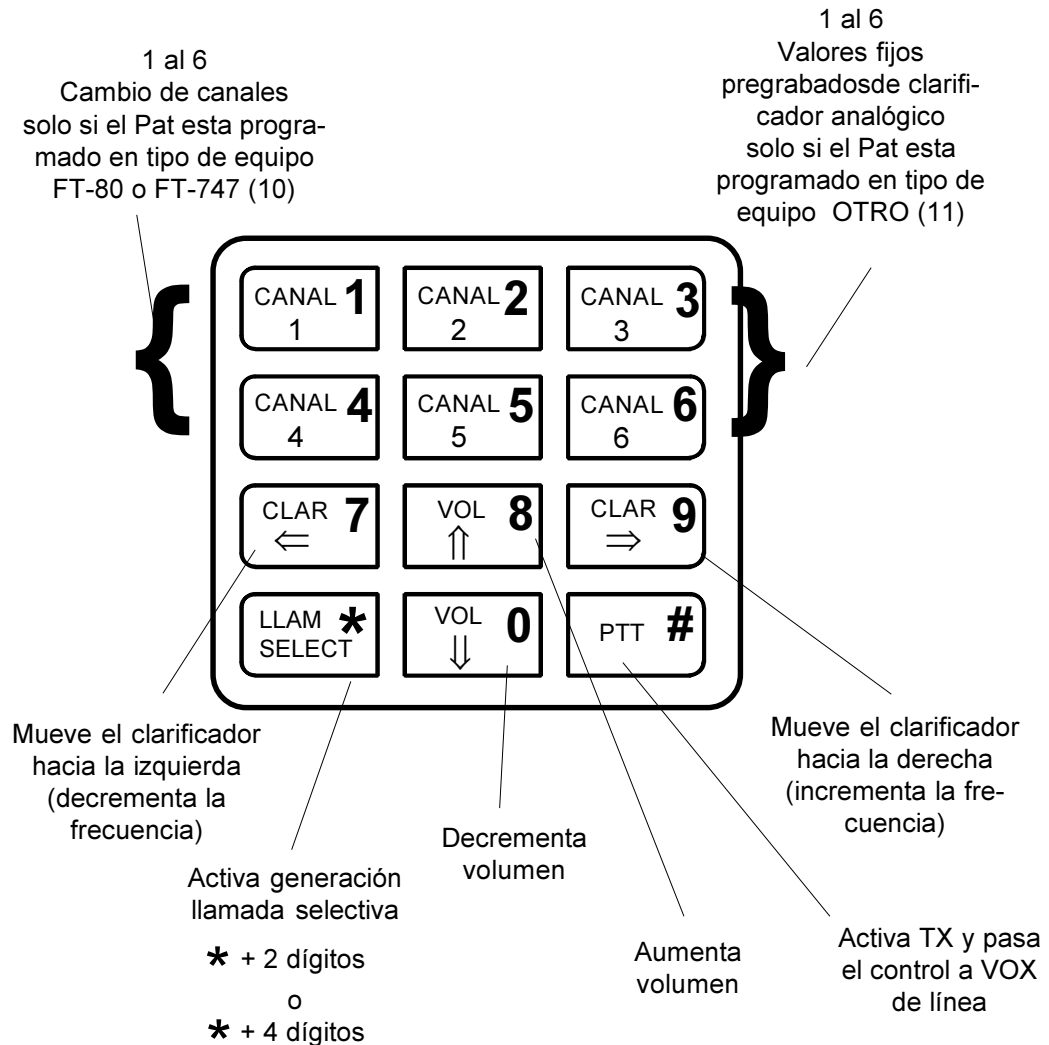 1 al 6
Cambio de canales
solo si el Pat esta progra-
mado en tipo de equipo
FT-80 o FT-747 (10)
1 al 6
Valores fijos
pregrabadosde clarifi-
cador analógico
solo si el Pat esta
programado en tipo de
equipo OTRO (11)
CANAL 1
1
CANAL 2
2
CANAL 3
3
CANAL 4
4
CANAL 5
5
CANAL 6
6
CLAR 7
⇐
VOL 8
⇑
CLAR 9
⇒
LLAM *
SELECT
VOL 0
⇓
PTT #
Mueve el clarificador
hacia la izquierda
(decrementa la
frecuencia)
Activa generación
llamada selectiva
* + 2 dígitos
o
* + 4 dígitos
Decrementa
volumen
Aumenta
volumen
Mueve el clarificador
hacia la derecha
(incrementa la fre-
cuencia)
Activa TX y pasa
el control a VOX
de línea